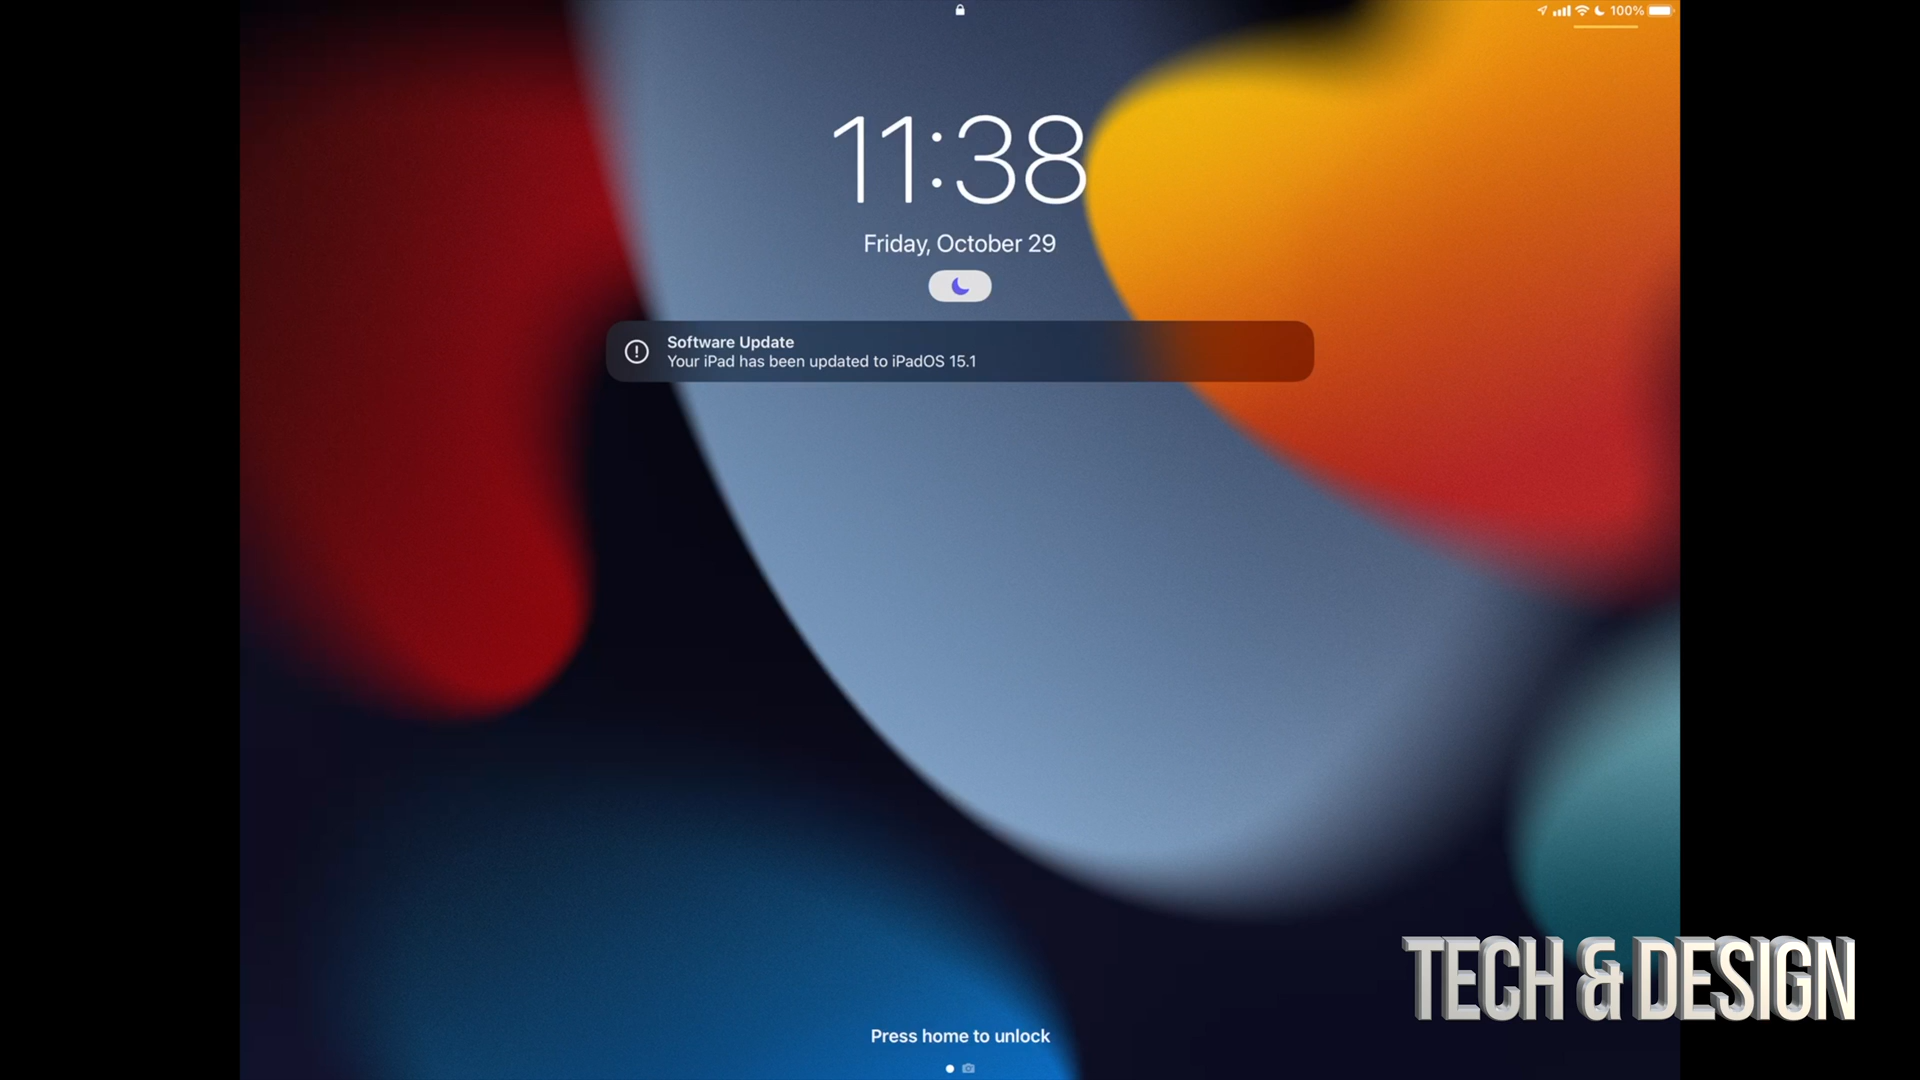 100%
11:38
Friday, October 29
Software Update
Your iPad has been updated to iPadOS 15.1
TECH & DESIGN
Press home to unlock